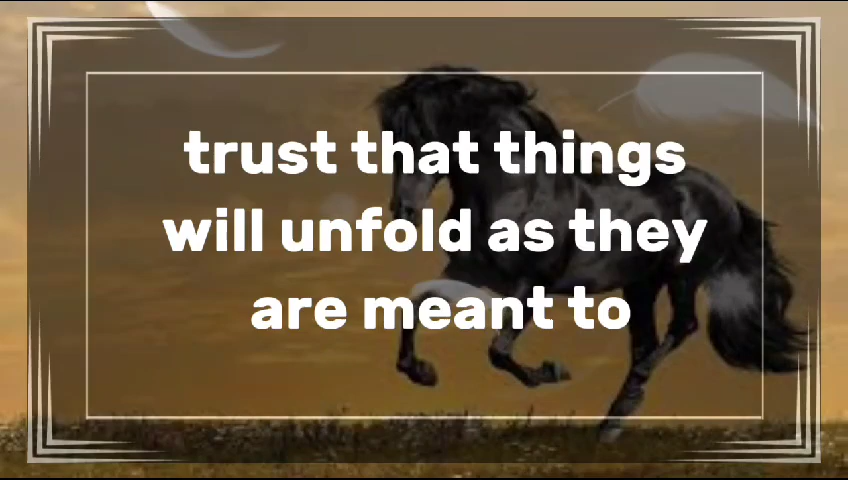 trust that things
will unfold as they
are meant to